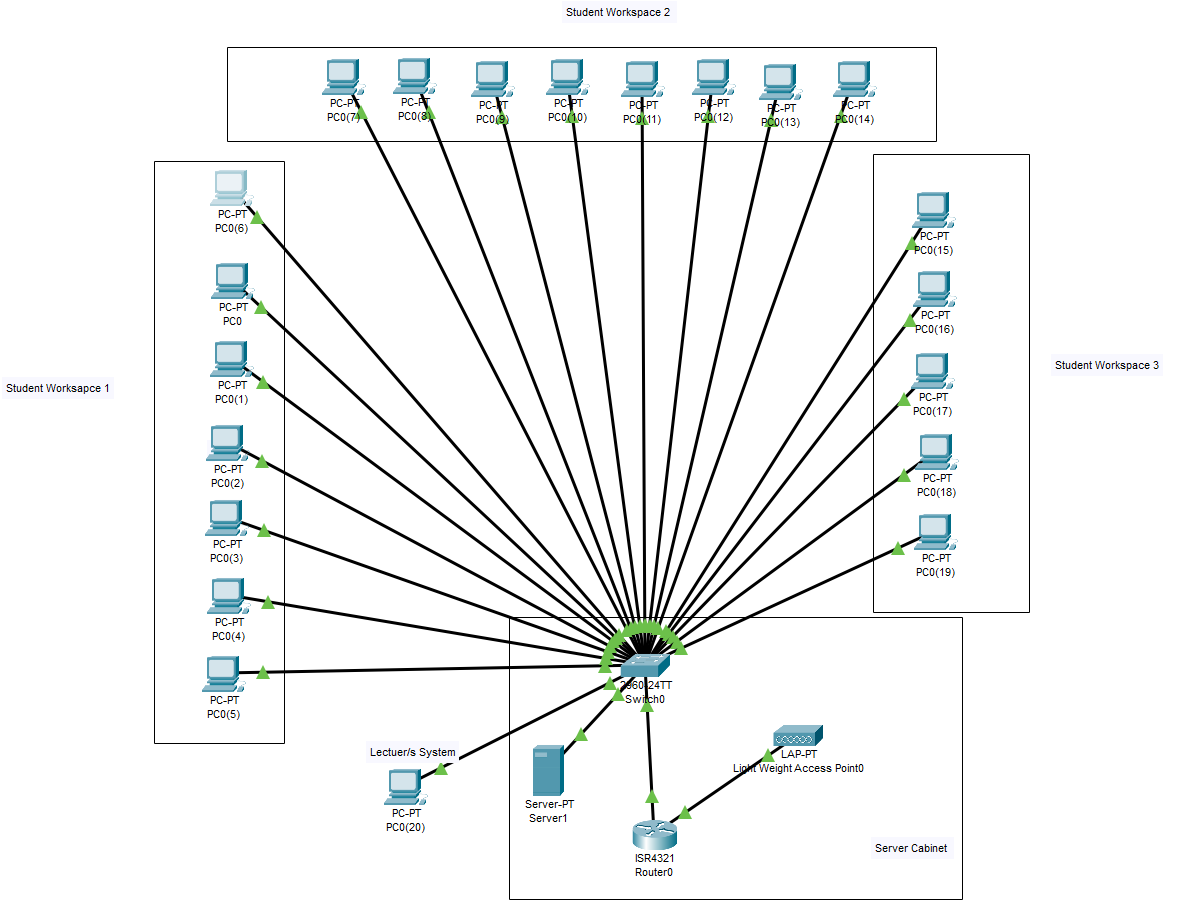 Student Workspace 2
PC-PT
PC0(7)
PC-PT
PC0(8)
PC-PT
PC0(9)
PC-PT
PC0(10)
PC-PT
PC0(11)
PC-PT
PC0(12)
PC-PT
PC0(13)
PC-PT
PC0(14)
Student Worksapce 1
PC-PT
PC0(6)
PC-PT
PC0
PC-PT
PC0(1)
PC-PT
PC0(2)
PC-PT
PC0(3)
PC-PT
PC0(4)
PC-PT
PC0(5)
Student Workspace 3
PC-PT
PC0(15)
PC-PT
PC0(16)
PC-PT
PC0(17)
PC-PT
PC0(18)
PC-PT
PC0(19)
2960-24TT
Switch0
Lectuer/s System
PC-PT
PC0(20)
Server-PT
Server1
LAP-PT
Light Weight Access Point0
ISR4321
Router0
Server Cabinet